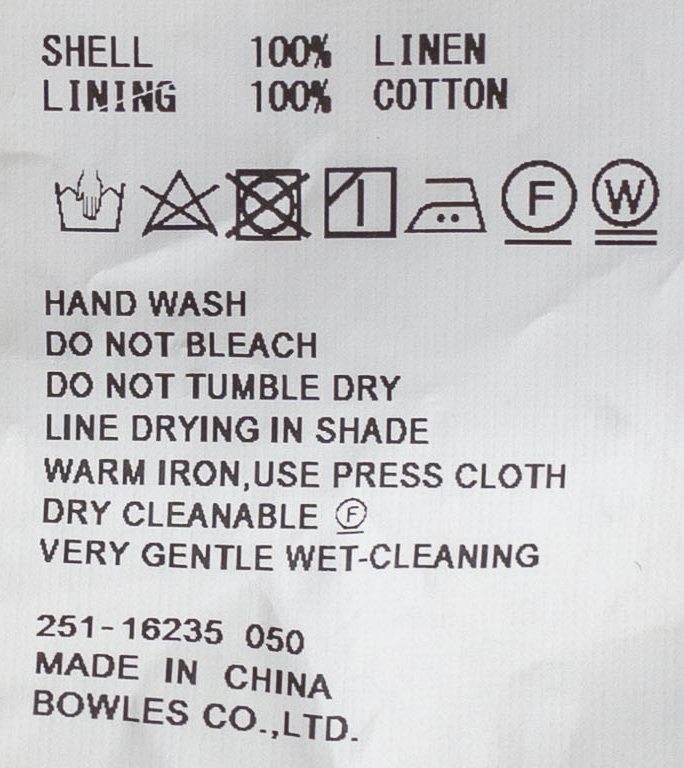 SHELL 100% LINEN
LINING 100% COTTON
F W
HAND WASH
DO NOT BLEACH
DO NOT TUMBLE DRY
LINE DRYING IN SHADE
WARM IRON,USE PRESS CLOTH
DRY CLEANABLE Ⓕ
VERY GENTLE WET-CLEANING
251-16235 050
MADE IN CHINA
BOWLES CO.,LTD.